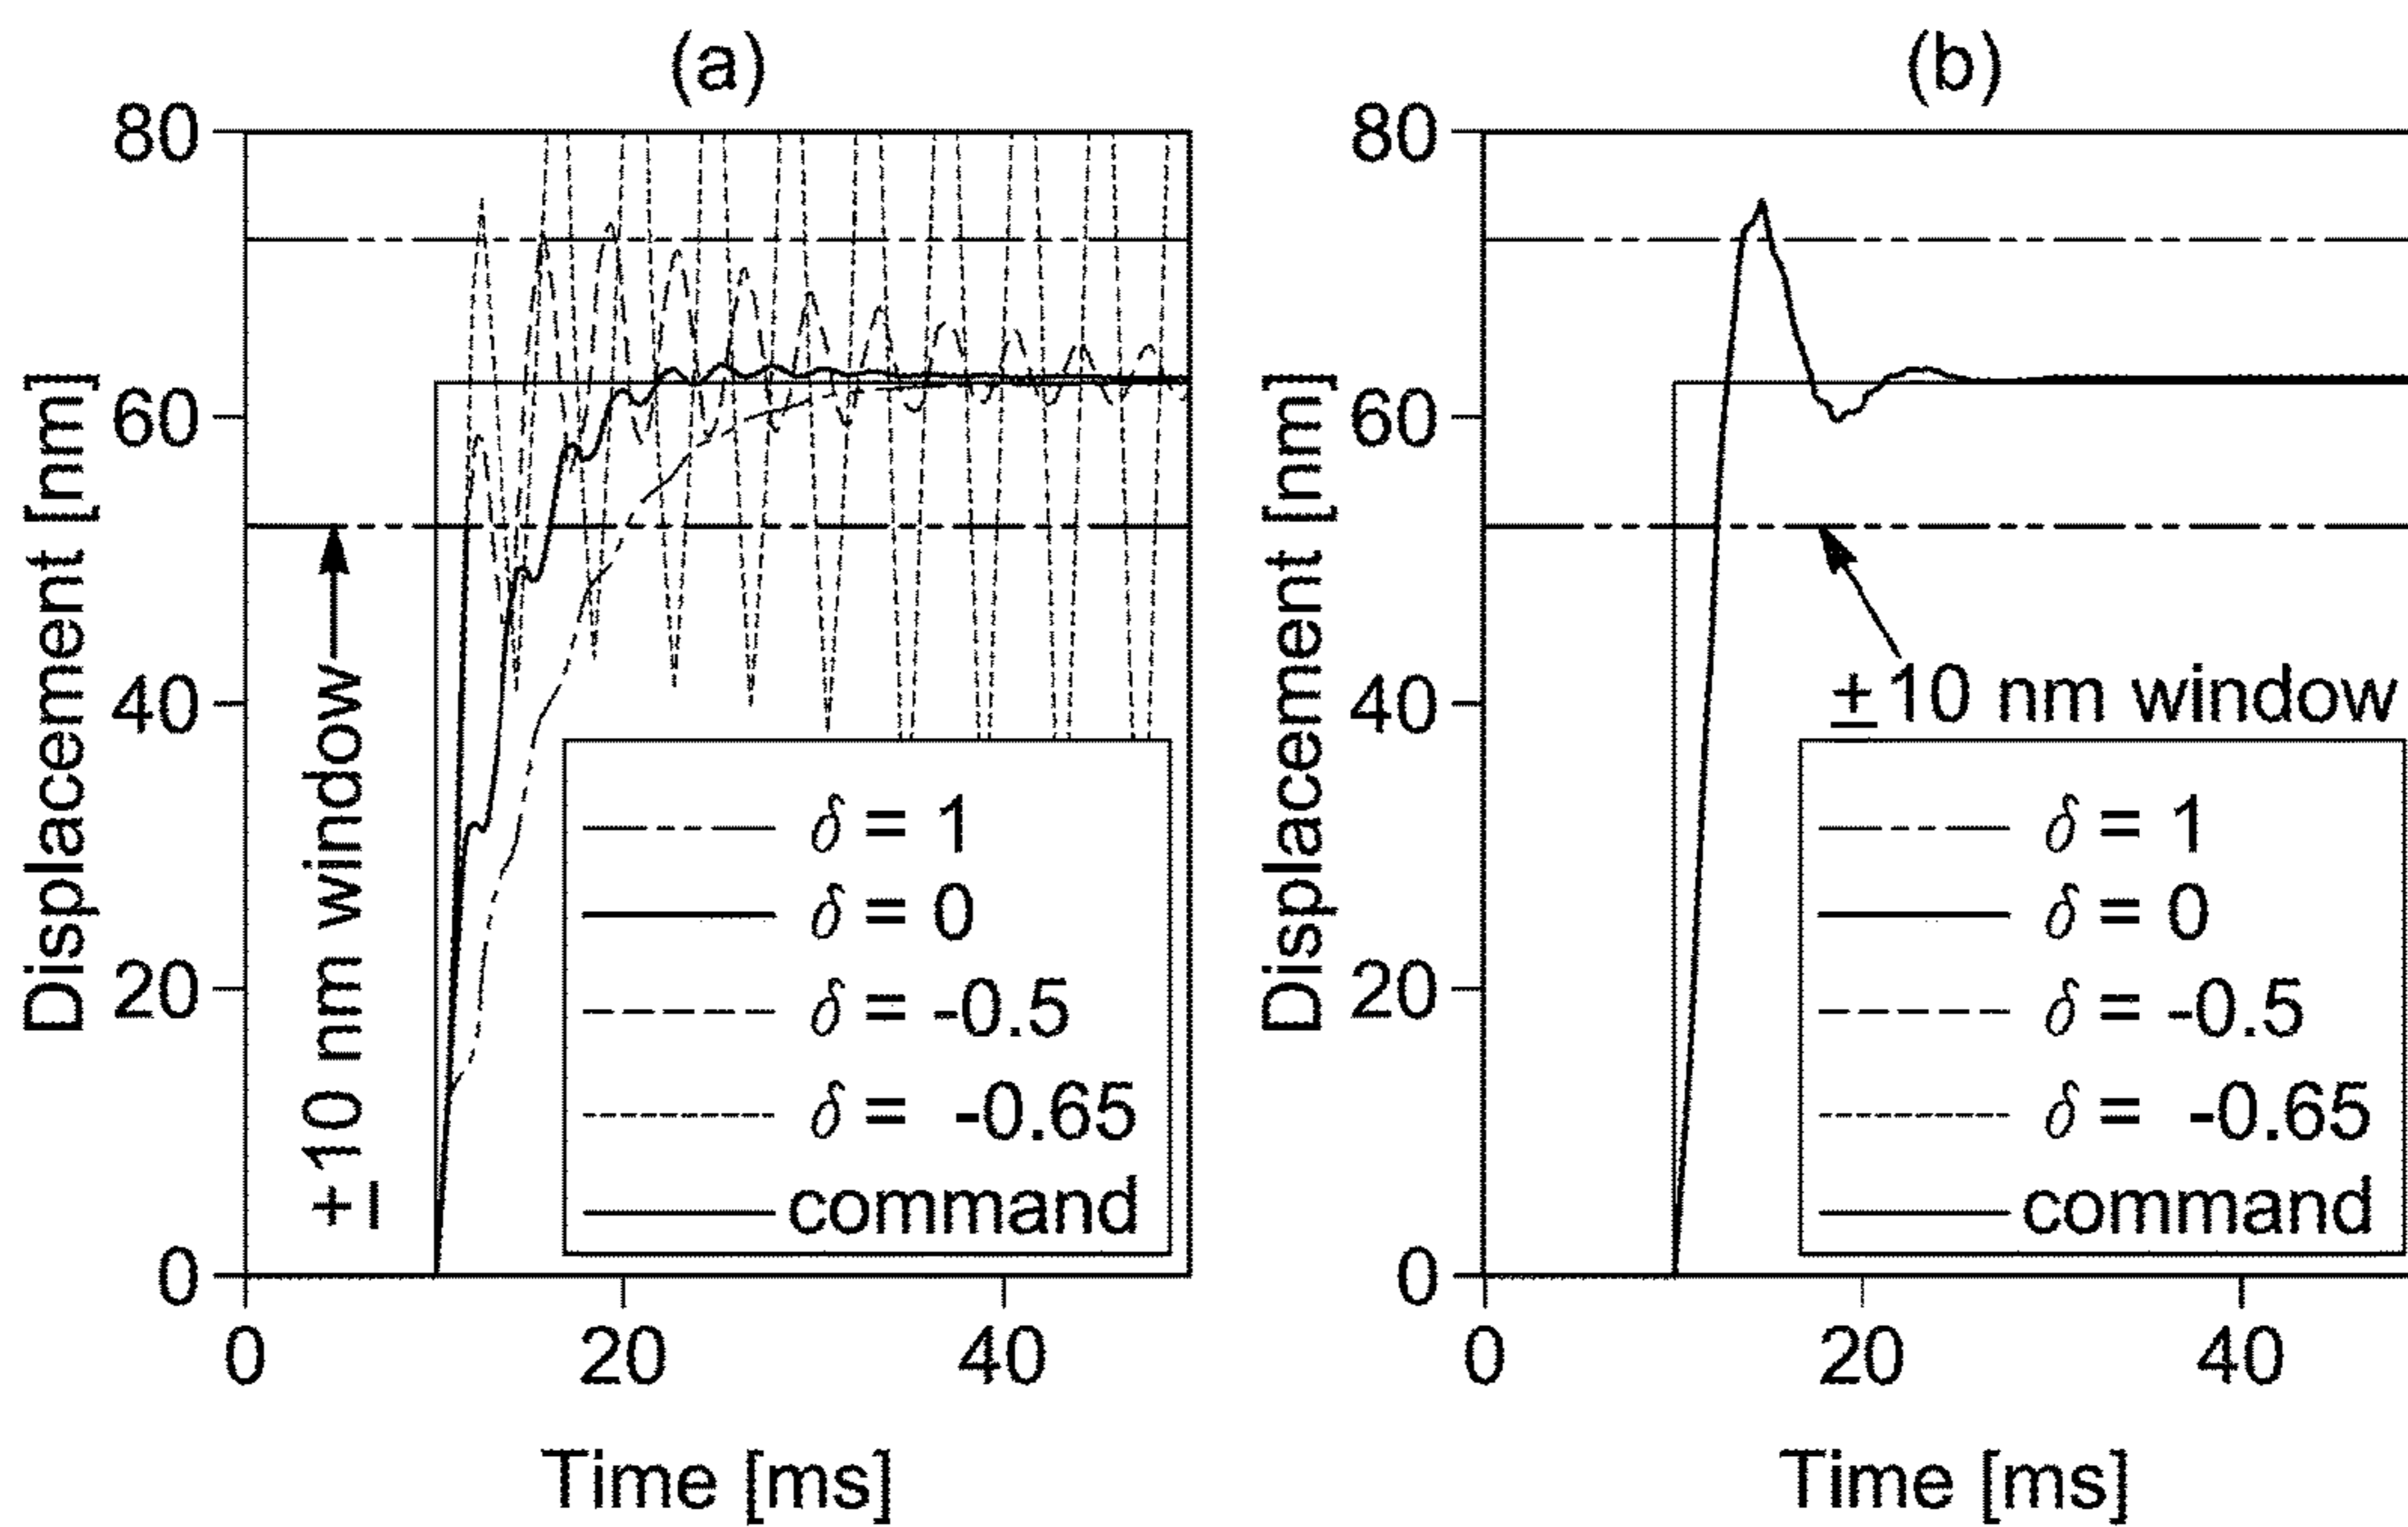 (a)
80
60
40
20
0
Displacement [nm]
±10 nm window
δ = 1
δ = 0
δ = -0.5
δ = -0.65
command
0
20
40
Time [ms]
(b)
80
60
40
20
0
Displacement [nm]
±10 nm window
δ = 1
δ = 0
δ = -0.5
δ = -0.65
command
0
20
40
Time [ms]